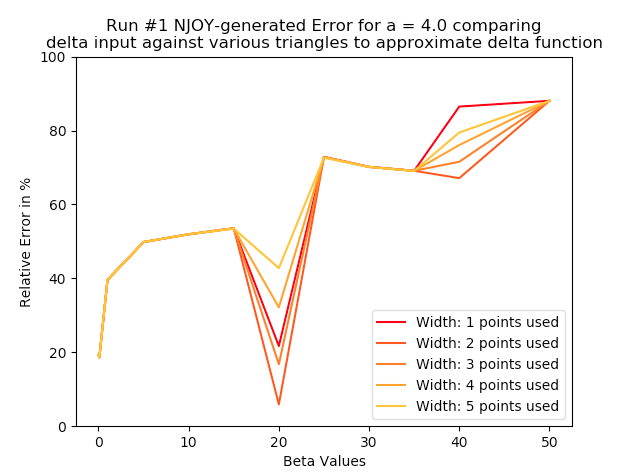 Run #1 NJOY-generated Error for a = 4.0 comparing
delta input against various triangles to approximate delta function
Relative Error in %
100
80
60
40
20
0
0 10 20 30 40 50
Beta Values
Width: 1 points used
Width: 2 points used
Width: 3 points used
Width: 4 points used
Width: 5 points used